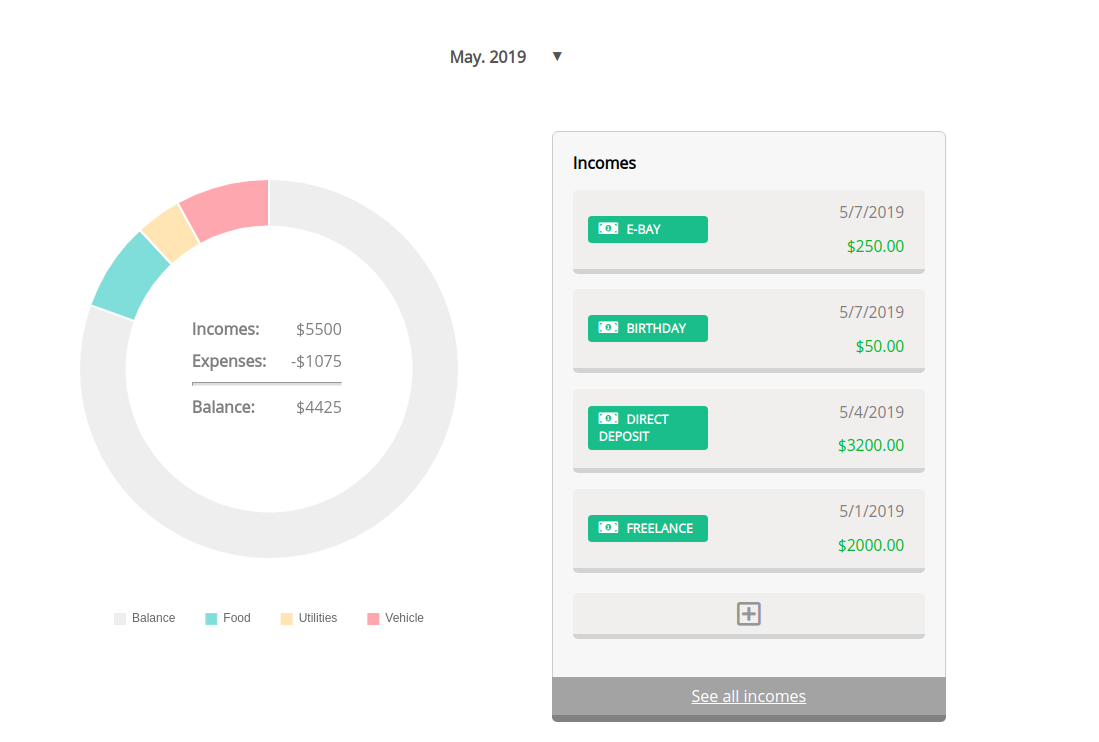 May. 2019 ▼
Incomes: $5500
Expenses: -$1075
Balance: $4425
Balance Food Utilities Vehicle
Incomes
E-BAY
5/7/2019
$250.00
BIRTHDAY
5/7/2019
$50.00
DIRECT
DEPOSIT
5/4/2019
$3200.00
FREELANCE
5/1/2019
$2000.00
See all incomes